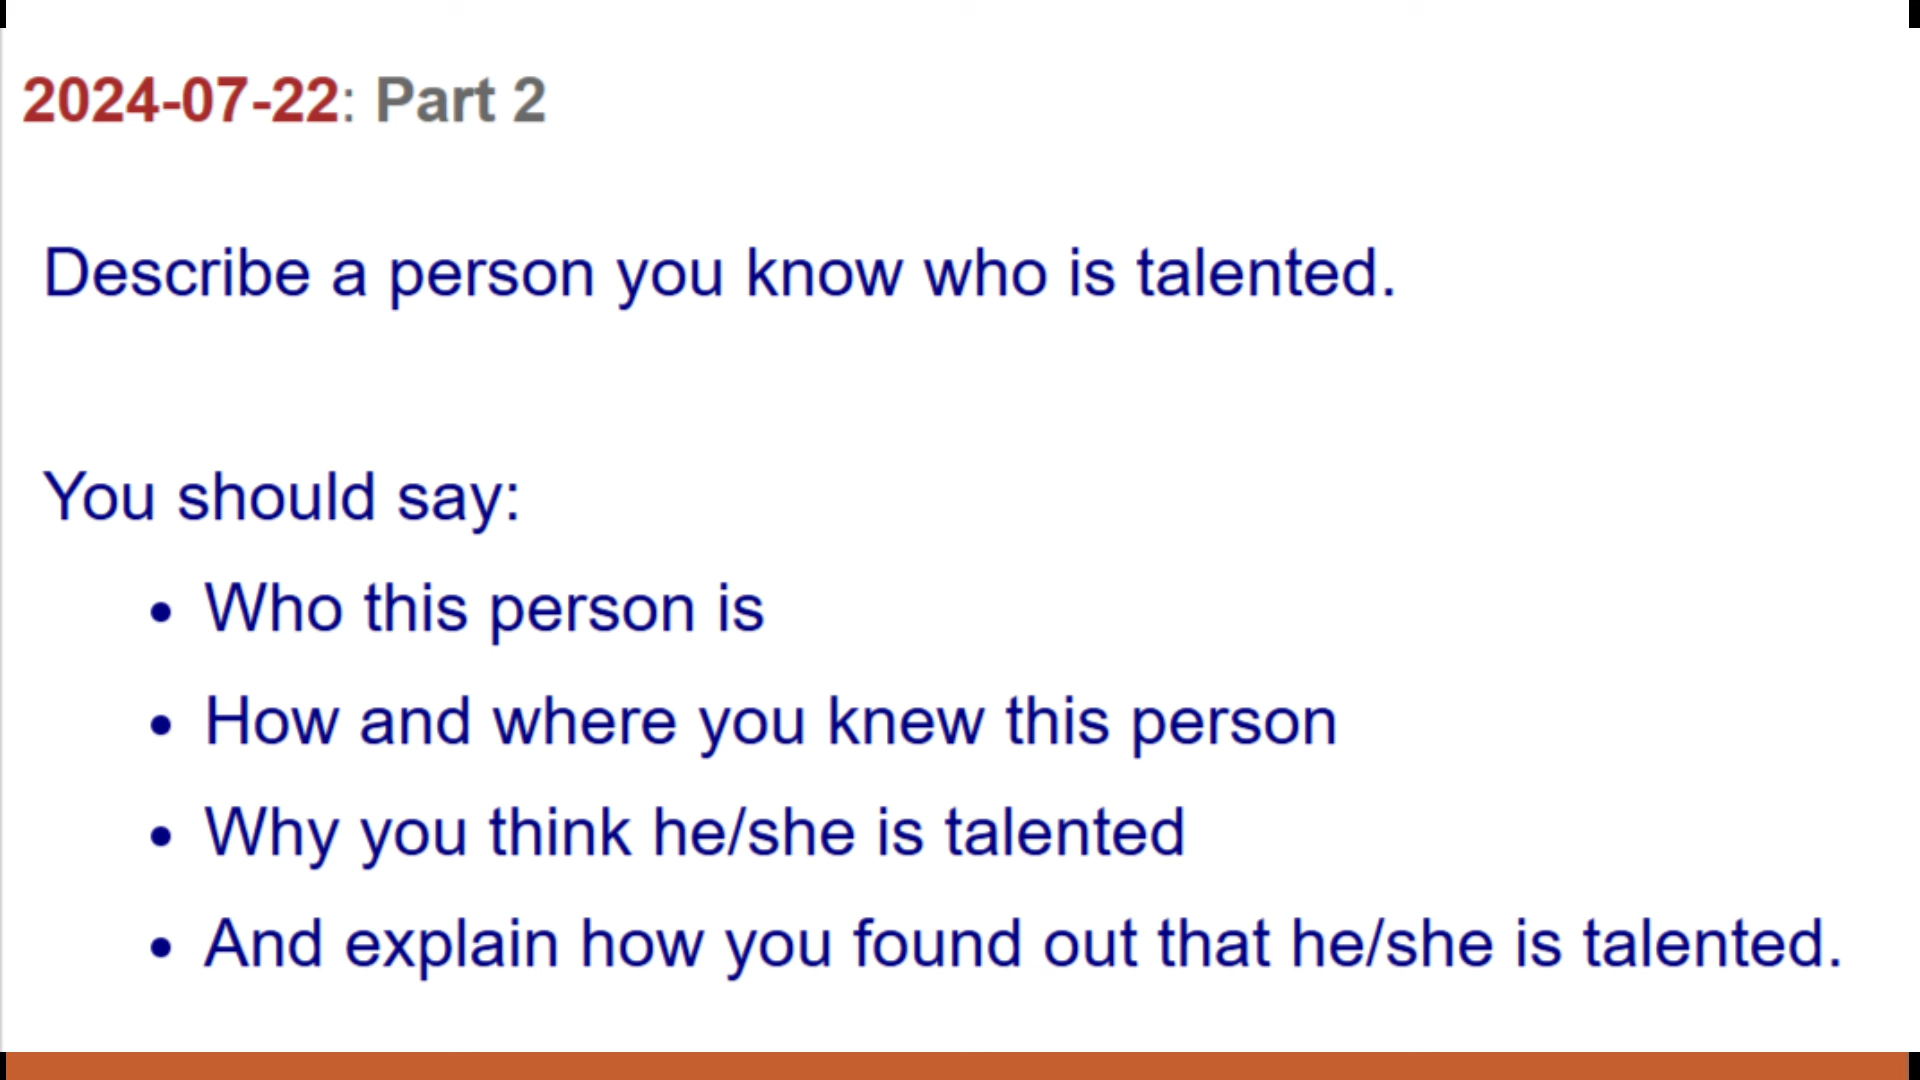 2024-07-22: Part 2
Describe a person you know who is talented.
You should say:
• Who this person is
• How and where you knew this person
• Why you think he/she is talented
• And explain how you found out that he/she is talented.